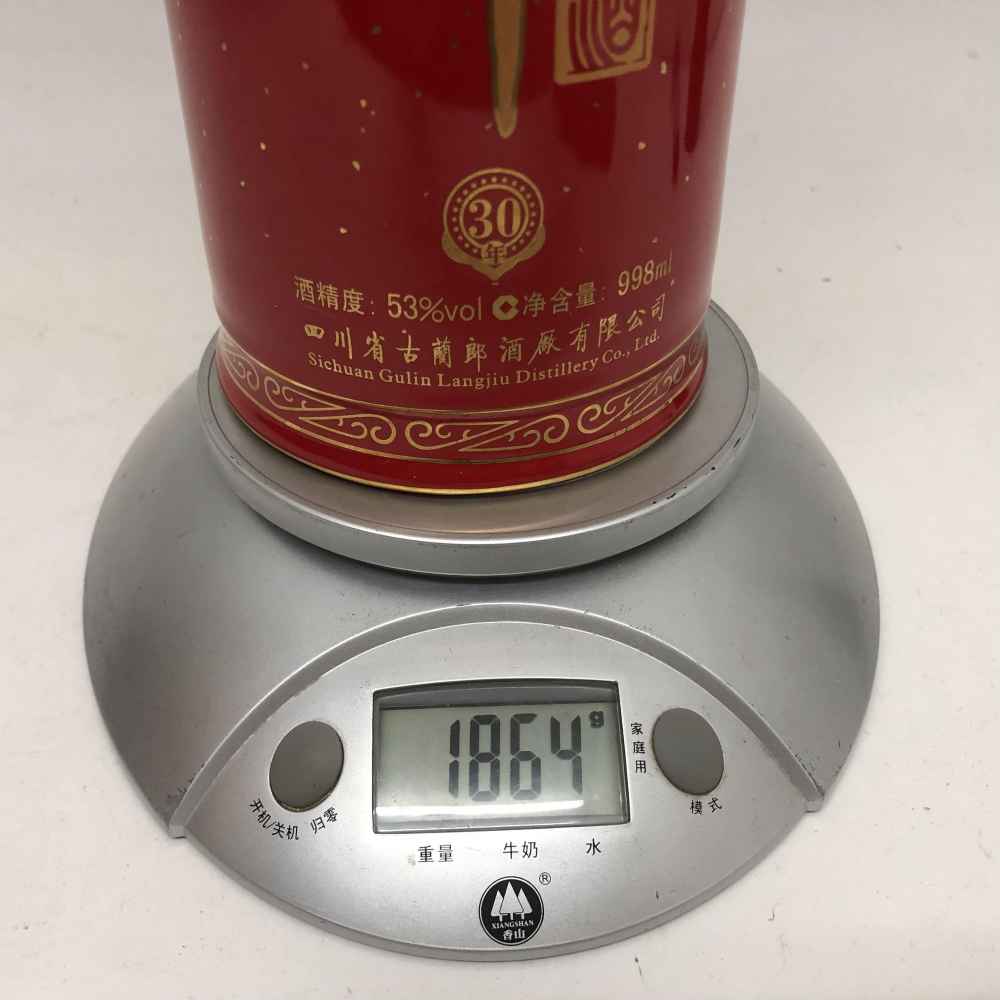 30
年
酒精度: 53%vol 净含量: 998ml
四川省古蔺郎酒厰有限公司
Sichuan Gulin Langjiu Distillery Co., Ltd.
1864g
家庭用
开机/关机 归零
模式
重量 牛奶 水
®
XIANGSHAN
香山